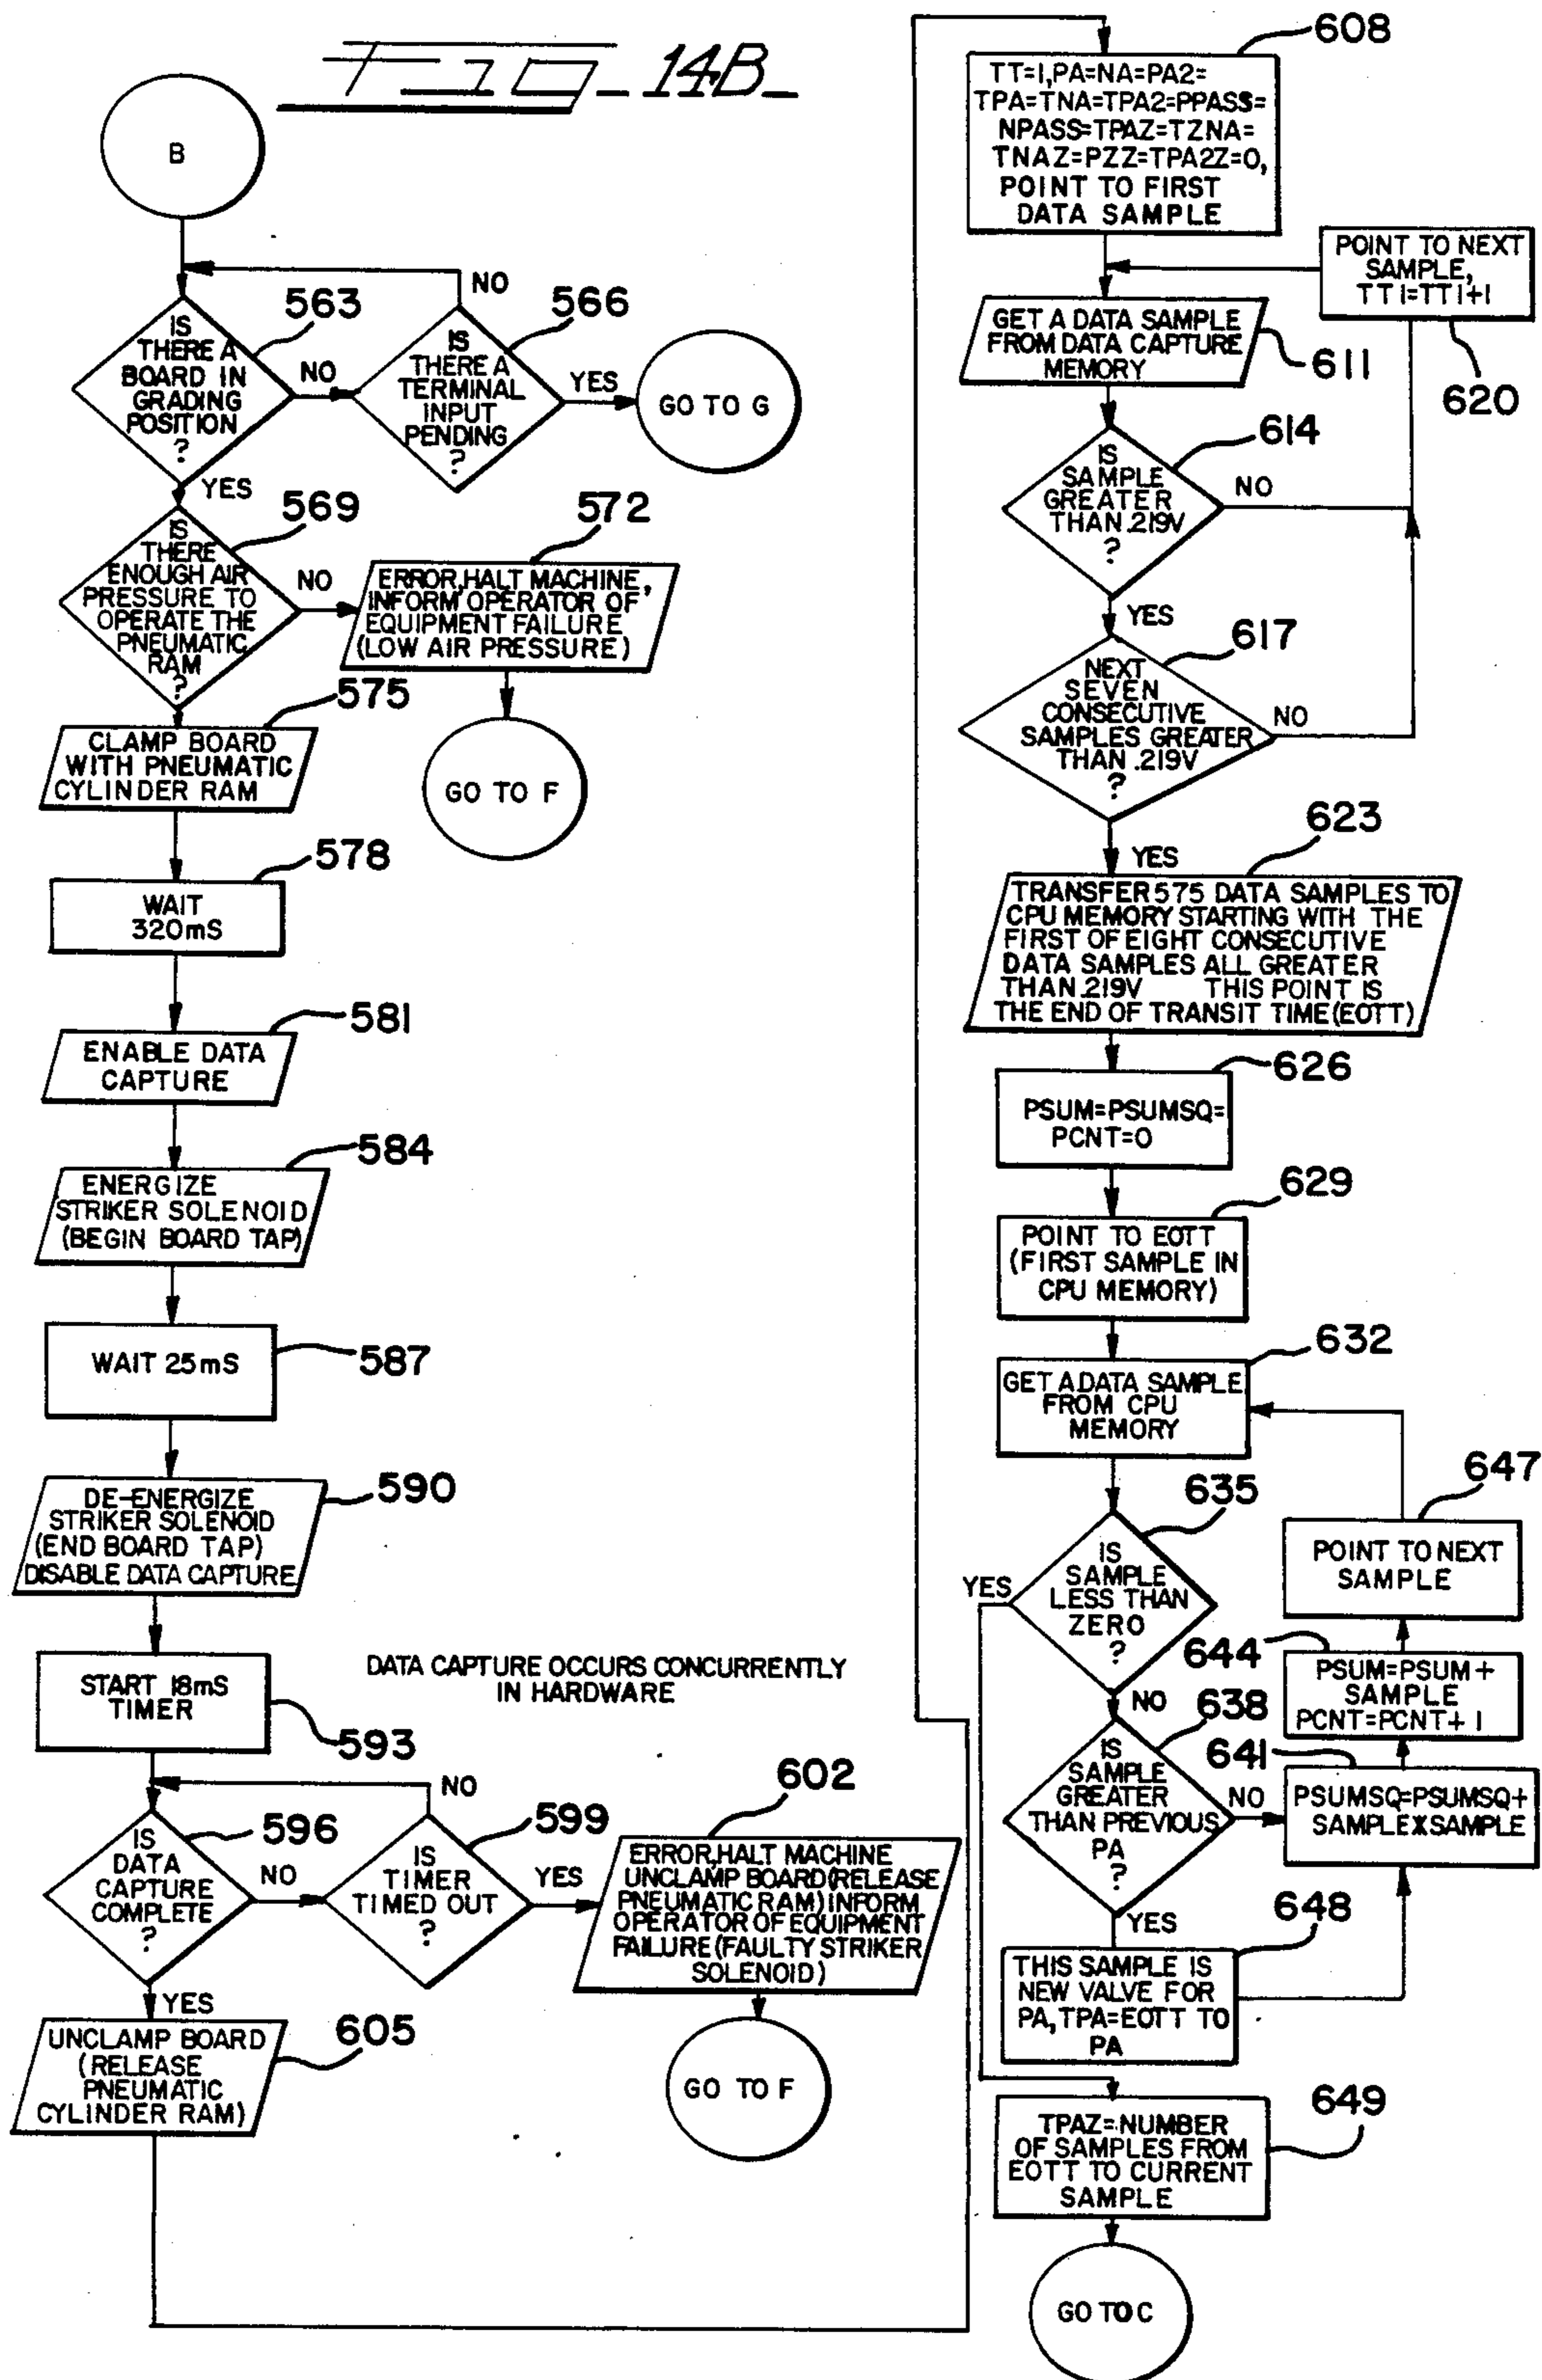 FIG_14B_
B
IS
THERE A
BOARD IN
GRADING
POSITION
?
563
NO
NO
566
IS
THERE A
TERMINAL
INPUT
PENDING
?
YES
GO TO G
YES
569
IS
THERE
ENOUGH AIR
PRESSURE TO
OPERATE THE
PNEUMATIC
RAM
?
NO
572
ERROR, HALT MACHINE,
INFORM OPERATOR OF
EQUIPMENT FAILURE
(LOW AIR PRESSURE)
GO TO F
575
CLAMP BOARD
WITH PNEUMATIC
CYLINDER RAM
578
WAIT
320mS
581
ENABLE DATA
CAPTURE
584
ENERGIZE
STRIKER SOLENOID
(BEGIN BOARD TAP)
WAIT 25mS
587
590
DE-ENERGIZE
STRIKER SOLENOID
(END BOARD TAP)
DISABLE DATA CAPTURE
START 18mS
TIMER
593
DATA CAPTURE OCCURS CONCURRENTLY
IN HARDWARE
NO
596
IS
DATA
CAPTURE
COMPLETE
?
NO
599
IS
TIMER
TIMED OUT
?
YES
602
ERROR, HALT MACHINE
UNCLAMP BOARD (RELEASE
PNEUMATIC RAM) INFORM
OPERATOR OF EQUIPMENT
FAILURE (FAULTY STRIKER
SOLENOID)
GO TO F
YES
605
UNCLAMP BOARD
(RELEASE
PNEUMATIC
CYLINDER RAM)
608
TT=1,PA=NA=PA2=
TPA=TNA=TPA2=PPASS=
NPASS=TPAZ=TZNA=
TNAZ=PZZ=TPA2Z=0,
POINT TO FIRST
DATA SAMPLE
POINT TO NEXT
SAMPLE,
TT1=TT1+1
620
GET A DATA SAMPLE
FROM DATA CAPTURE
MEMORY
611
614
IS
SAMPLE
GREATER
THAN .219V
?
NO
YES
617
NEXT
SEVEN
CONSECUTIVE
SAMPLES GREATER
THAN .219V
?
NO
YES
623
TRANSFER 575 DATA SAMPLES TO
CPU MEMORY STARTING WITH THE
FIRST OF EIGHT CONSECUTIVE
DATA SAMPLES ALL GREATER
THAN .219V THIS POINT IS
THE END OF TRANSIT TIME (EOTT)
626
PSUM=PSUMSQ=
PCNT=0
629
POINT TO EOTT
(FIRST SAMPLE IN
CPU MEMORY)
632
GET A DATA SAMPLE
FROM CPU
MEMORY
635
IS
SAMPLE
LESS THAN
ZERO
?
YES
NO
647
POINT TO NEXT
SAMPLE
644
PSUM=PSUM+
SAMPLE
PCNT=PCNT+1
638
IS
SAMPLE
GREATER
THAN PREVIOUS
PA
?
NO
641
PSUMSQ=PSUMSQ+
SAMPLEXSAMPLE
YES
648
THIS SAMPLE IS
NEW VALVE FOR
PA, TPA=EOTT TO
PA
649
TPAZ=NUMBER
OF SAMPLES FROM
EOTT TO CURRENT
SAMPLE
GO TO C